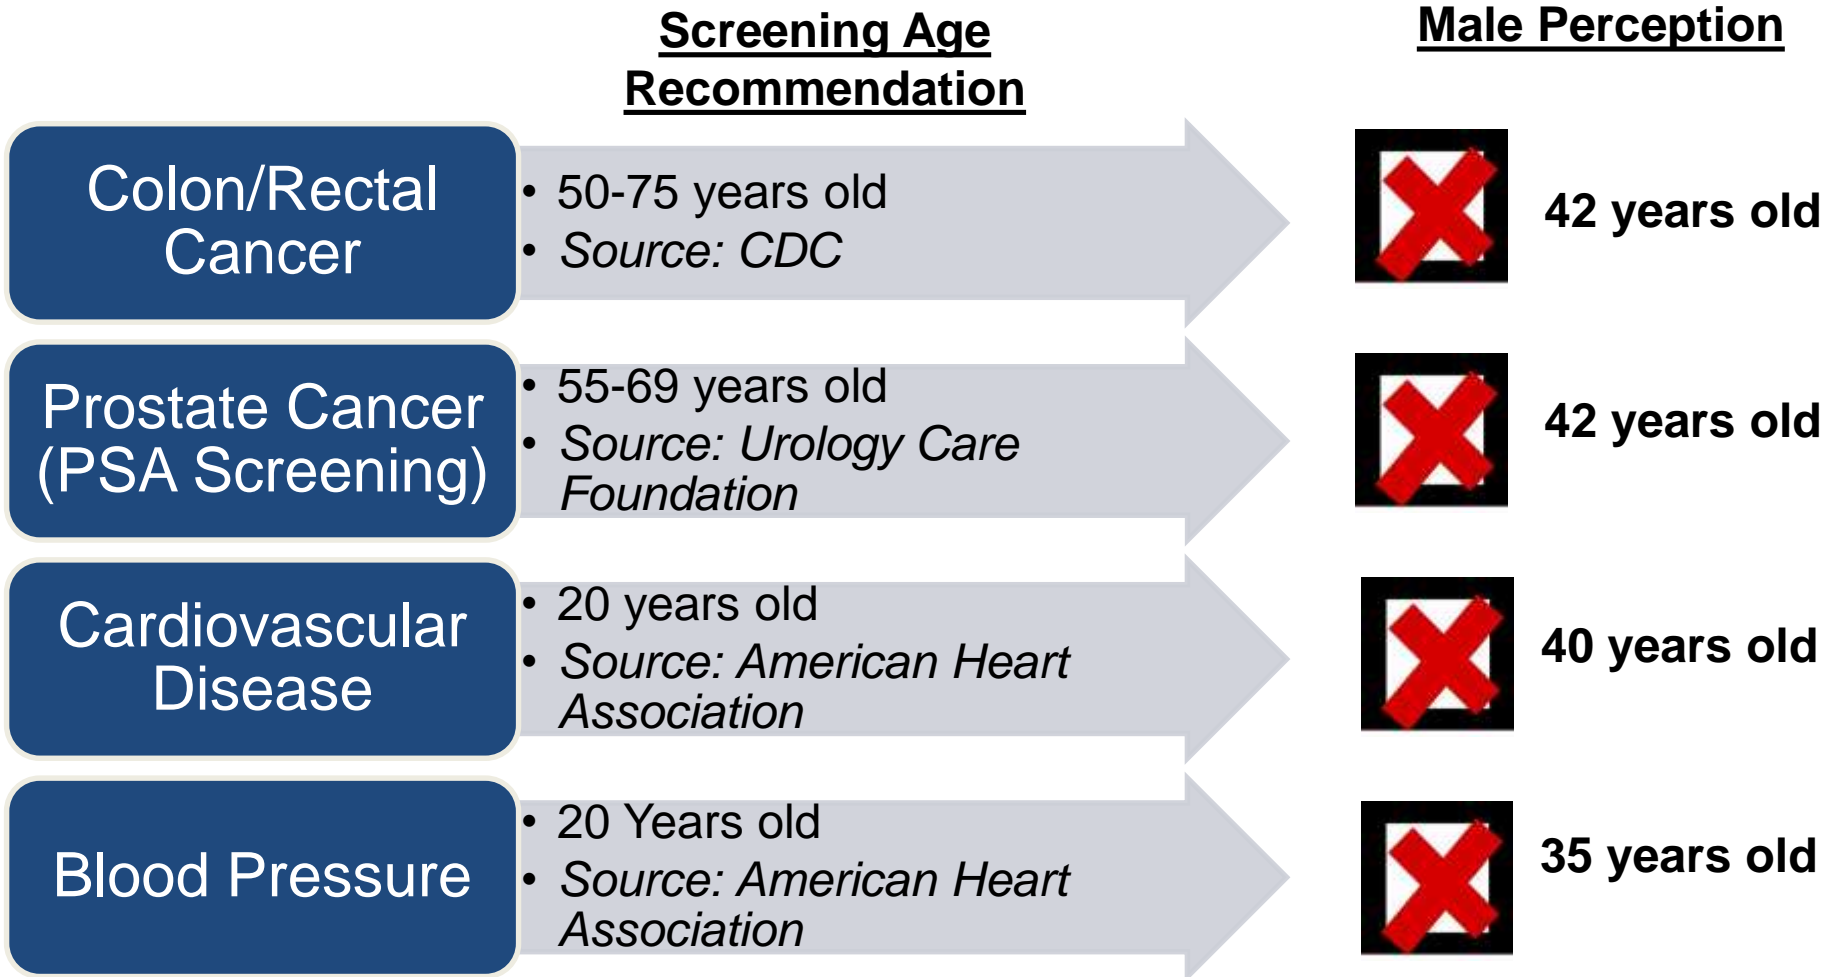 Screening Age
Recommendation
Male Perception
Colon/Rectal
Cancer
• 50-75 years old
• Source: CDC
42 years old
Prostate Cancer
(PSA Screening)
• 55-69 years old
• Source: Urology Care
Foundation
42 years old
Cardiovascular
Disease
• 20 years old
• Source: American Heart
Association
40 years old
Blood Pressure
• 20 Years old
• Source: American Heart
Association
35 years old